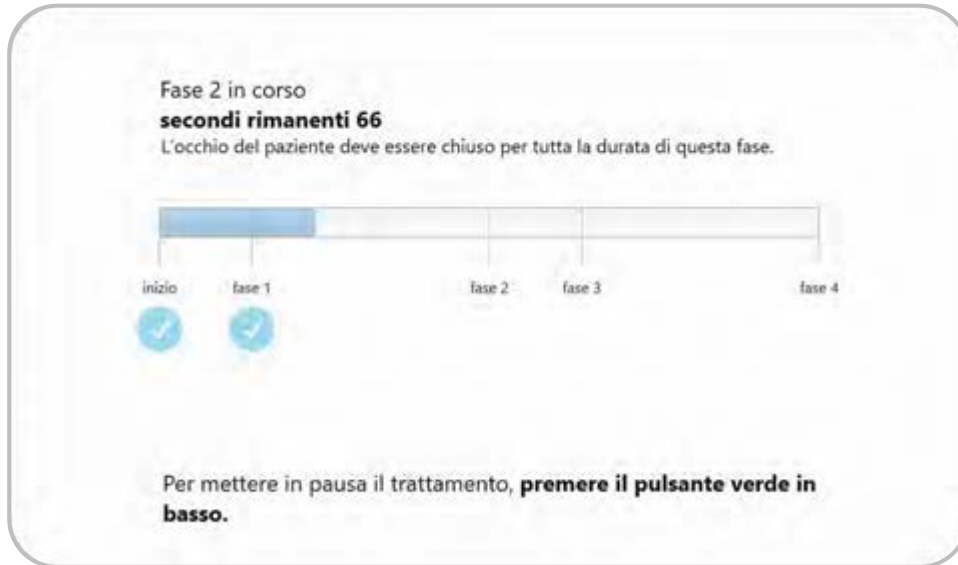 Fase 2 in corso
secondi rimanenti 66
L'occhio del paziente deve essere chiuso per tutta la durata di questa fase.
inizio fase 1 fase 2 fase 3 fase 4
Per mettere in pausa il trattamento, premere il pulsante verde in
basso.